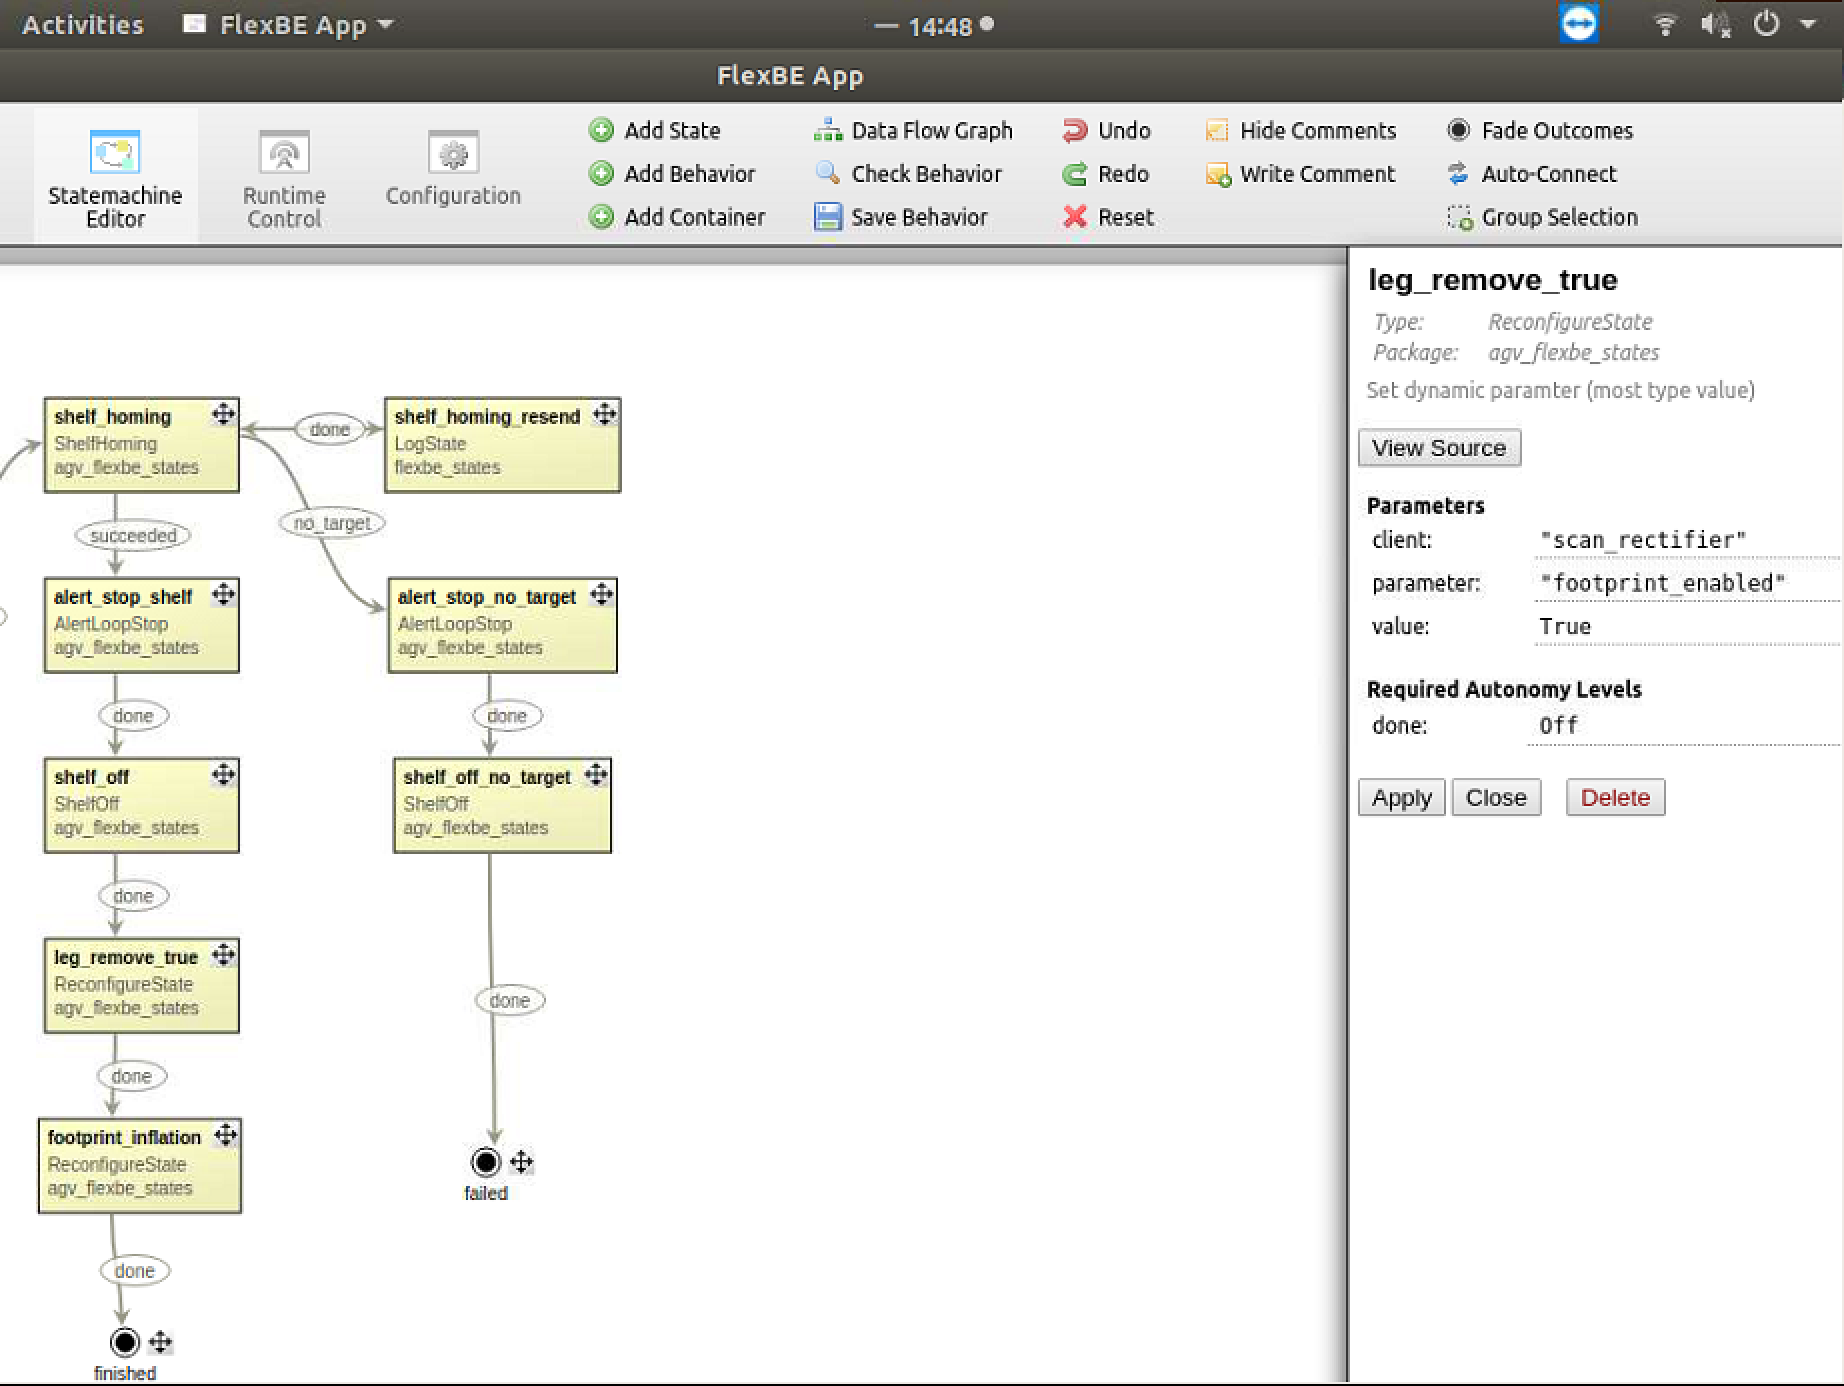 Activities FlexBE App 14:48
FlexBE App
Statemachine Editor
Runtime Control
Configuration
Add State
Add Behavior
Add Container
Data Flow Graph
Check Behavior
Save Behavior
Undo
Redo
Reset
Hide Comments
Write Comment
Fade Outcomes
Auto-Connect
Group Selection
shelf_homing
ShelfHoming
agv_flexbe_states
done
shelf_homing_resend
LogState
flexbe_states
succeeded
no_target
alert_stop_shelf
AlertLoopStop
agv_flexbe_states
alert_stop_no_target
AlertLoopStop
agv_flexbe_states
done
done
shelf_off
ShelfOff
agv_flexbe_states
shelf_off_no_target
ShelfOff
agv_flexbe_states
done
leg_remove_true
ReconfigureState
agv_flexbe_states
done
done
footprint_inflation
ReconfigureState
agv_flexbe_states
failed
done
finished
leg_remove_true
Type: ReconfigureState
Package: agv_flexbe_states
Set dynamic paramter (most type value)
View Source
Parameters
client: "scan_rectifier"
parameter: "footprint_enabled"
value: True
Required Autonomy Levels
done: Off
Apply Close Delete